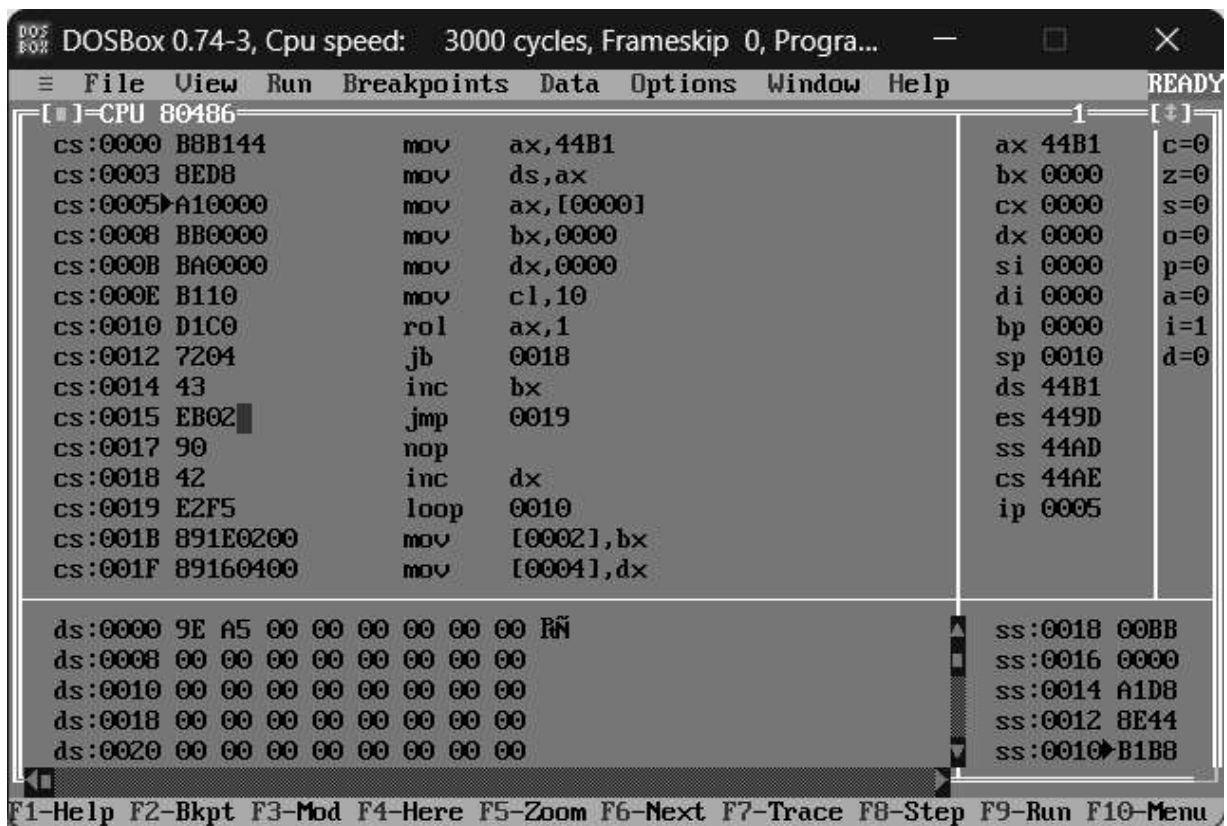 DOSBox 0.74-3, Cpu speed: 3000 cycles, Frameskip 0, Progra...
≡ File View Run Breakpoints Data Options Window Help READY
[■]=CPU 80486 1 [↕]
cs:0000 B8B144 mov ax,44B1 ax 44B1 c=0
cs:0003 8ED8 mov ds,ax bx 0000 z=0
cs:0005►A10000 mov ax,[0000] cx 0000 s=0
cs:0008 BB0000 mov bx,0000 dx 0000 o=0
cs:000B BA0000 mov dx,0000 si 0000 p=0
cs:000E B110 mov cl,10 di 0000 a=0
cs:0010 D1C0 rol ax,1 bp 0000 i=1
cs:0012 7204 jb 0018 sp 0010 d=0
cs:0014 43 inc bx ds 44B1
cs:0015 EB02 jmp 0019 es 449D
cs:0017 90 nop ss 44AD
cs:0018 42 inc dx cs 44AE
cs:0019 E2F5 loop 0010 ip 0005
cs:001B 891E0200 mov [0002],bx
cs:001F 89160400 mov [0004],dx
ds:0000 9E A5 00 00 00 00 00 00 ₧Ñ ss:0018 00BB
ds:0008 00 00 00 00 00 00 00 00 ss:0016 0000
ds:0010 00 00 00 00 00 00 00 00 ss:0014 A1D8
ds:0018 00 00 00 00 00 00 00 00 ss:0012 8E44
ds:0020 00 00 00 00 00 00 00 00 ss:0010►B1B8
F1-Help F2-Bkpt F3-Mod F4-Here F5-Zoom F6-Next F7-Trace F8-Step F9-Run F10-Menu